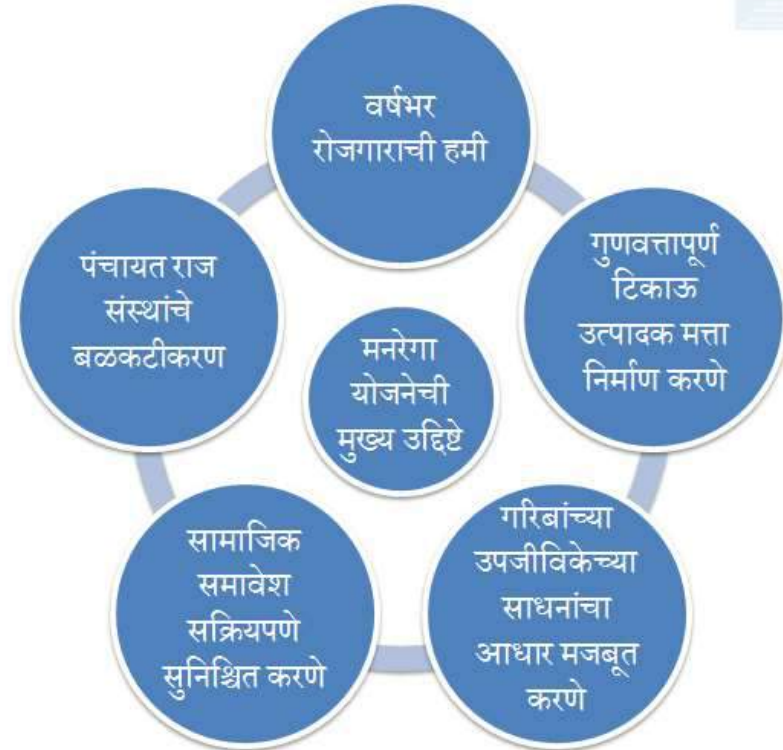 वर्षभर
रोजगाराची हमी
गुणवत्तापूर्ण
टिकाऊ
उत्पादक मत्ता
निर्माण करणे
गरिबांच्या
उपजीविकेच्या
साधनांचा
आधार मजबूत
करणे
सामाजिक
समावेश
सक्रियपणे
सुनिश्चित करणे
पंचायत राज
संस्थांचे
बळकटीकरण
मनरेगा
योजनेची
मुख्य उद्दिष्टे